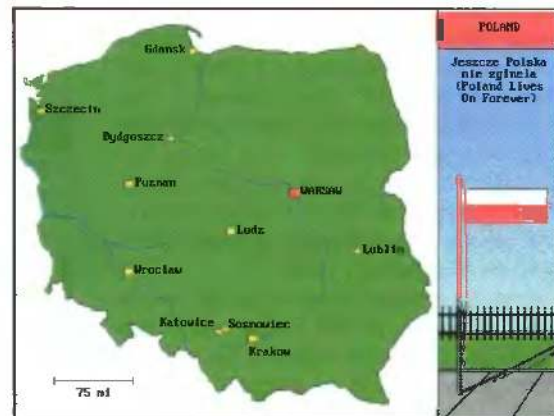 Gdansk
Szczecin
Bydgoszcz
Poznan
WARSAW
Lodz
Lublin
Wrocław
Katowice
Sosnowiec
Krakow
75 mi
POLAND
Jeszcze Polska
nie zginela
(Poland Lives
On Forever)